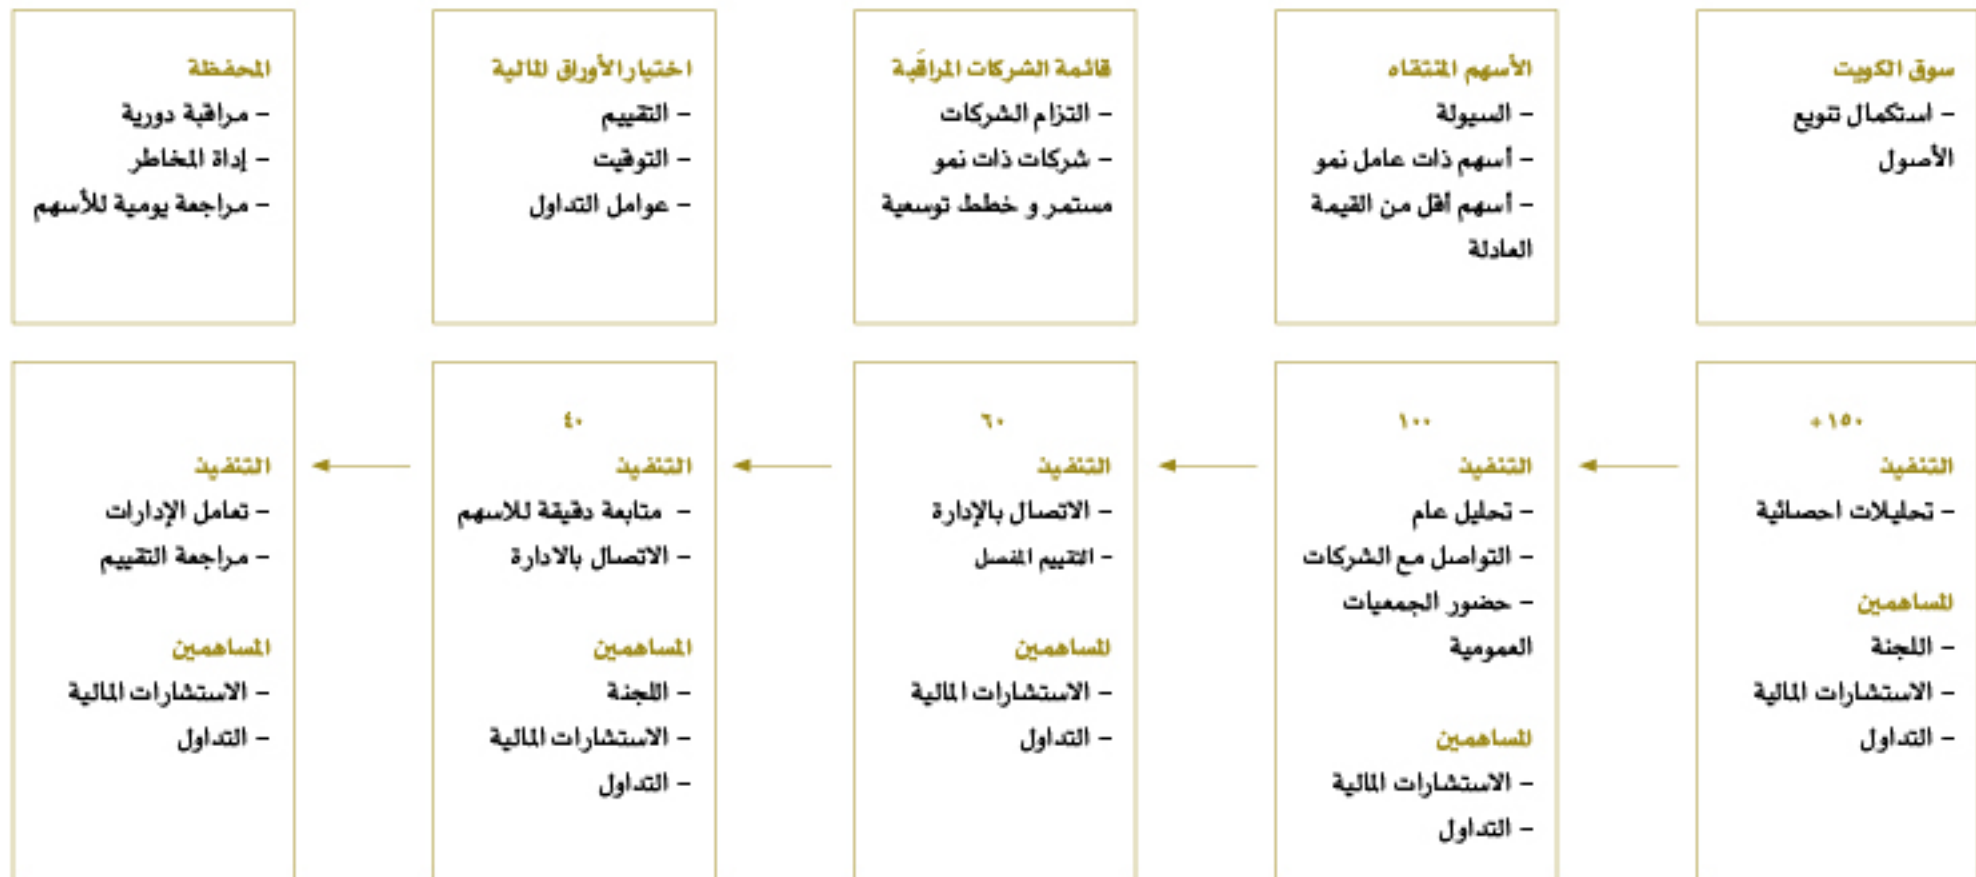 سوق الكويت
– استكمال تنويع
الأصول
الأسهم المنتقاه
– السيولة
– أسهم ذات عامل نمو
– أسهم أقل من القيمة
العادلة
قائمة الشركات المراقَبة
– التزام الشركات
– شركات ذات نمو
مستمر و خطط توسعية
اختيار الأوراق المالية
– التقييم
– التوقيت
– عوامل التداول
المحفظة
– مراقبة دورية
– إداة المخاطر
– مراجعة يومية للأسهم
١٥٠ +
التنفيذ
– تحليلات احصائية
المساهمين
– اللجنة
– الاستشارات المالية
– التداول
١٠٠
التنفيذ
– تحليل عام
– التواصل مع الشركات
– حضور الجمعيات
العمومية
المساهمين
– الاستشارات المالية
– التداول
٦٠
التنفيذ
– الاتصال بالإدارة
– التقييم المفصل
المساهمين
– الاستشارات المالية
– التداول
٤٠
التنفيذ
– متابعة دقيقة للاسهم
– الاتصال بالادارة
المساهمين
– اللجنة
– الاستشارات المالية
– التداول
التنفيذ
– تعامل الإدارات
– مراجعة التقييم
المساهمين
– الاستشارات المالية
– التداول